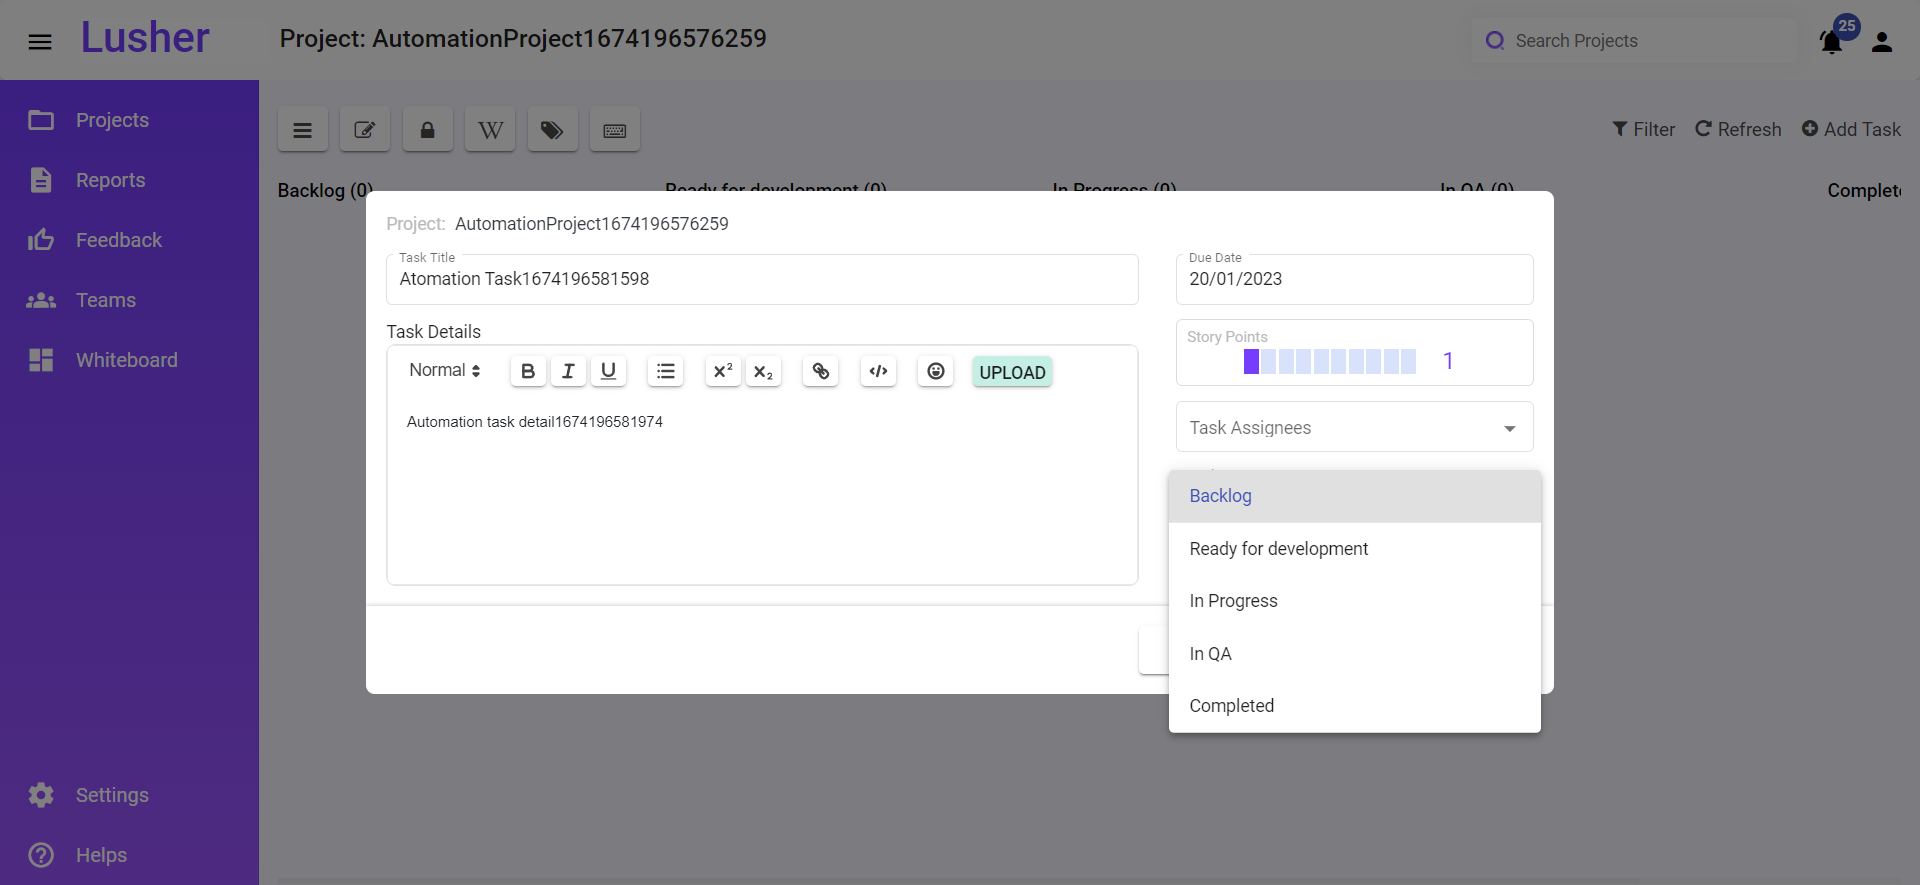 Lusher
Project: AutomationProject1674196576259
Search Projects
25
Projects
Reports
Feedback
Teams
Whiteboard
Settings
Helps
W
Filter
Refresh
Add Task
Backlog (0)
Ready for development (0)
In Progress (0)
In QA (0)
Complete
Project: AutomationProject1674196576259
Task Title
Atomation Task1674196581598
Due Date
20/01/2023
Task Details
Normal
B
I
U
x²
x₂
</>
UPLOAD
Automation task detail1674196581974
Story Points
1
Task Assignees
Backlog
Ready for development
In Progress
In QA
Completed